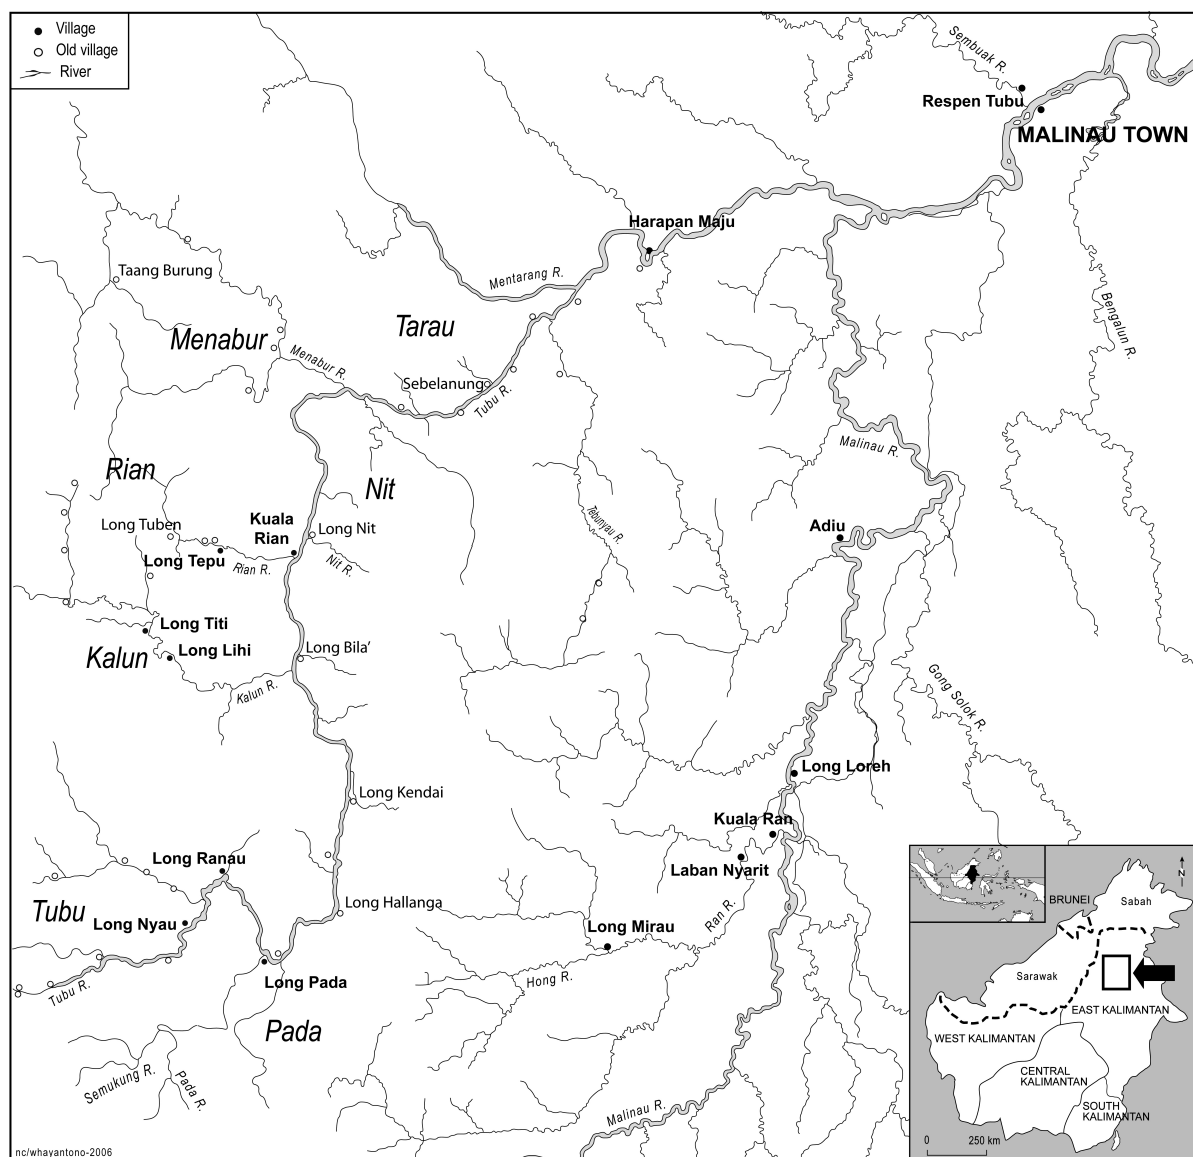 Village
Old village
River
Sembuak R.
Respen Tubu
MALINAU TOWN
Harapan Maju
Taang Burung
Mentarang R.
Bengalun R.
Tarau
Menabur
Menabur R.
Sebelanung
Tubu R.
Malinau R.
Rian
Nit
Long Tuben
Kuala
Rian
Long Nit
Tebunyau R.
Adiu
Long Tepu
Rian R.
Nit R.
Long Titi
Long Lihi
Kalun
Long Bila’
Kalun R.
Gong Solok R.
Long Loreh
Long Kendai
Kuala Ran
Long Ranau
Laban Nyarit
Tubu
Long Nyau
Long Hallanga
Ran R.
Long Mirau
Hong R.
Long Pada
Tubu R.
Pada
Semukung R.
Pada R.
Malinau R.
nc/whayantono-2006
N
BRUNEI
Sabah
Sarawak
EAST KALIMANTAN
WEST KALIMANTAN
CENTRAL
KALIMANTAN
SOUTH
KALIMANTAN
0 250 km